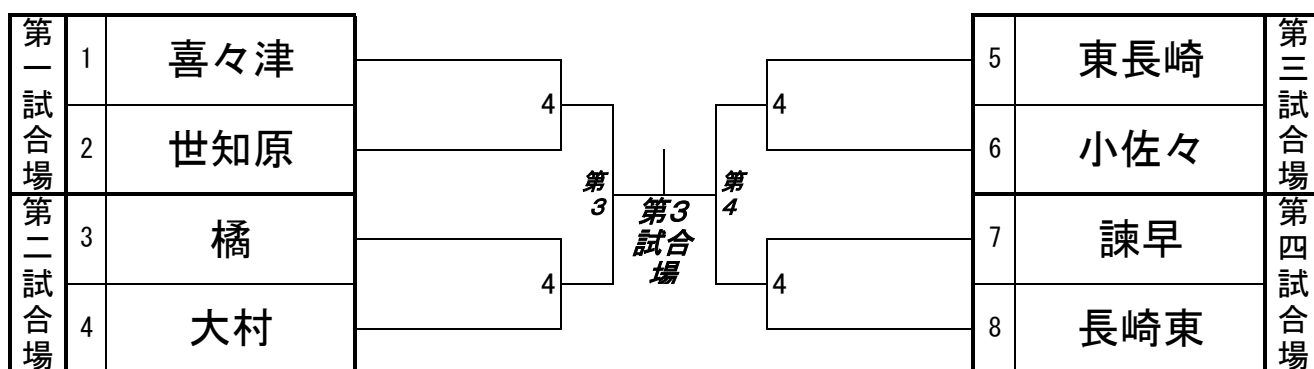 第一試合場
1 喜々津
2 世知原
4
第二試合場
3 橘
4 大村
4
第3
第3
試合
場
第4
5 東長崎
6 小佐々
4
第三試合場
7 諫早
8 長崎東
4
第四試合場